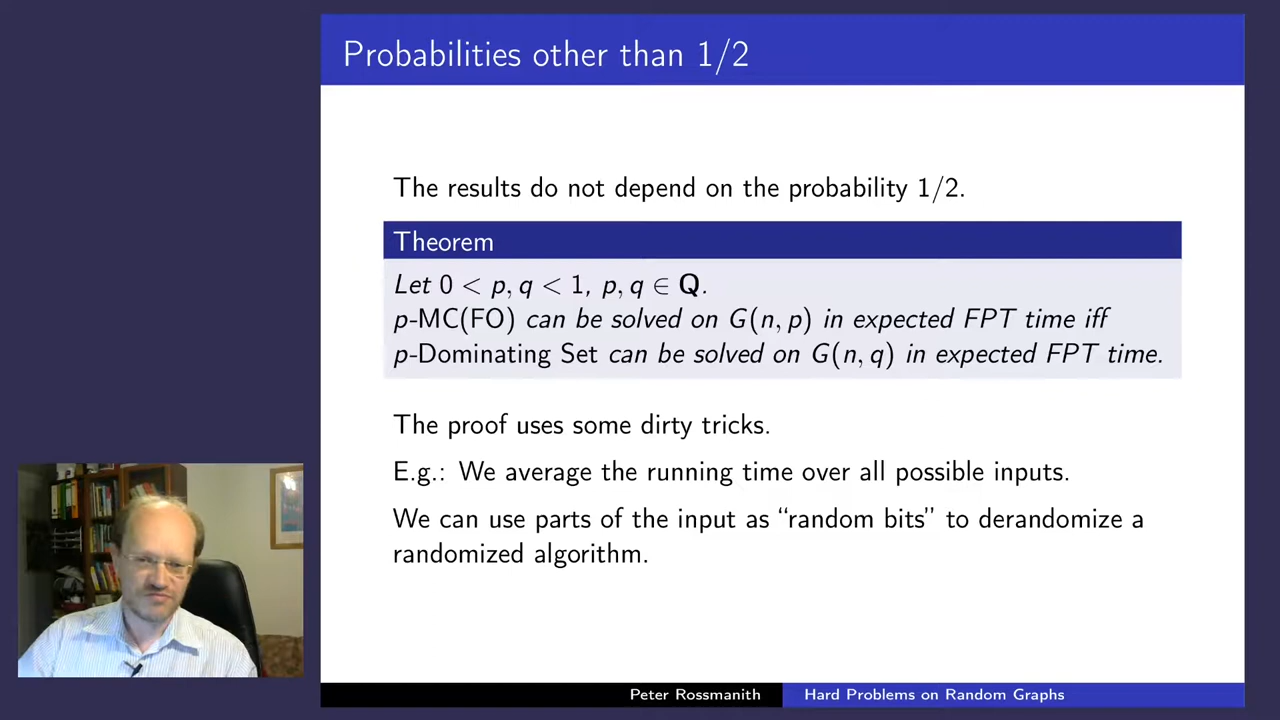 Probabilities other than 1/2
The results do not depend on the probability 1/2.
Theorem
Let 0 < p, q < 1, p, q ∈ Q.
p-MC(FO) can be solved on G(n, p) in expected FPT time iff
p-Dominating Set can be solved on G(n, q) in expected FPT time.
The proof uses some dirty tricks.
E.g.: We average the running time over all possible inputs.
We can use parts of the input as “random bits” to derandomize a
randomized algorithm.
Peter Rossmanith Hard Problems on Random Graphs